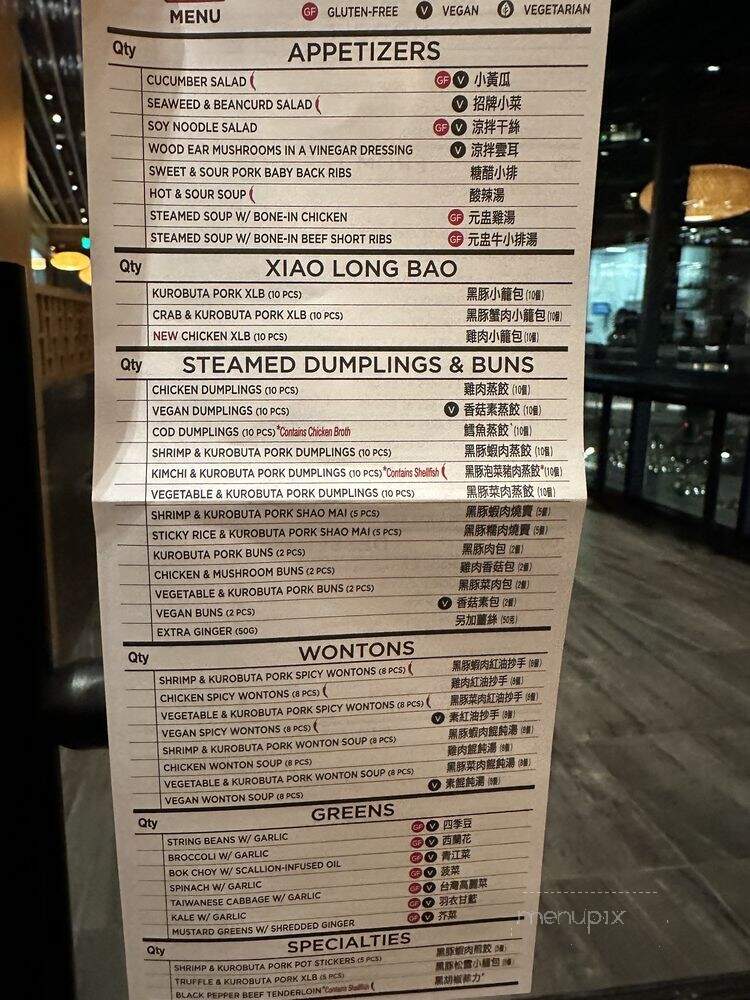 MENU GF GLUTEN-FREE V VEGAN VEGETARIAN
Qty APPETIZERS
CUCUMBER SALAD GF V 小黃瓜
SEAWEED & BEANCURD SALAD V 招牌小菜
SOY NOODLE SALAD GF V 涼拌干絲
WOOD EAR MUSHROOMS IN A VINEGAR DRESSING V 涼拌雲耳
SWEET & SOUR PORK BABY BACK RIBS 糖醋小排
HOT & SOUR SOUP 酸辣湯
STEAMED SOUP W/ BONE-IN CHICKEN GF 元盅雞湯
STEAMED SOUP W/ BONE-IN BEEF SHORT RIBS GF 元盅牛小排湯
Qty XIAO LONG BAO
KUROBUTA PORK XLB (10 PCS) 黑豚小籠包 (10個)
CRAB & KUROBUTA PORK XLB (10 PCS) 黑豚蟹肉小籠包 (10個)
NEW CHICKEN XLB (10 PCS) 雞肉小籠包 (10個)
Qty STEAMED DUMPLINGS & BUNS
CHICKEN DUMPLINGS (10 PCS) 雞肉蒸餃 (10個)
VEGAN DUMPLINGS (10 PCS) V 香菇素蒸餃 (10個)
COD DUMPLINGS (10 PCS) *Contains Chicken Broth 鱈魚蒸餃* (10個)
SHRIMP & KUROBUTA PORK DUMPLINGS (10 PCS) 黑豚蝦肉蒸餃 (10個)
KIMCHI & KUROBUTA PORK DUMPLINGS (10 PCS) *Contains Shellfish 黑豚泡菜豬肉蒸餃* (10個)
VEGETABLE & KUROBUTA PORK DUMPLINGS (10 PCS) 黑豚菜肉蒸餃 (10個)
SHRIMP & KUROBUTA PORK SHAO MAI (5 PCS) 黑豚蝦肉燒賣 (5個)
STICKY RICE & KUROBUTA PORK SHAO MAI (5 PCS) 黑豚糯肉燒賣 (5個)
KUROBUTA PORK BUNS (2 PCS) 黑豚肉包 (2個)
CHICKEN & MUSHROOM BUNS (2 PCS) 雞肉香菇包 (2個)
VEGETABLE & KUROBUTA PORK BUNS (2 PCS) 黑豚菜肉包 (2個)
VEGAN BUNS (2 PCS) V 香菇素包 (2個)
EXTRA GINGER (50G) 另加薑絲 (50克)
Qty WONTONS
SHRIMP & KUROBUTA PORK SPICY WONTONS (8 PCS) 黑豚蝦肉紅油抄手 (8個)
CHICKEN SPICY WONTONS (8 PCS) 雞肉紅油抄手 (8個)
VEGETABLE & KUROBUTA PORK SPICY WONTONS (8 PCS) 黑豚菜肉紅油抄手 (8個)
VEGAN SPICY WONTONS (8 PCS) V 素紅油抄手 (8個)
SHRIMP & KUROBUTA PORK WONTON SOUP (8 PCS) 黑豚蝦肉餛飩湯 (8個)
CHICKEN WONTON SOUP (8 PCS) 雞肉餛飩湯 (8個)
VEGETABLE & KUROBUTA PORK WONTON SOUP (8 PCS) 黑豚菜肉餛飩湯 (8個)
VEGAN WONTON SOUP (8 PCS) V 素餛飩湯 (8個)
Qty GREENS
STRING BEANS W/ GARLIC GF V 四季豆
BROCCOLI W/ GARLIC GF V 西蘭花
BOK CHOY W/ SCALLION-INFUSED OIL GF V 青江菜
SPINACH W/ GARLIC GF V 菠菜
TAIWANESE CABBAGE W/ GARLIC GF V 台灣高麗菜
KALE W/ GARLIC GF V 羽衣甘藍
MUSTARD GREENS W/ SHREDDED GINGER GF V 芥菜
Qty SPECIALTIES
SHRIMP & KUROBUTA PORK POT STICKERS (5 PCS) 黑豚蝦肉煎餃 (5個)
TRUFFLE & KUROBUTA PORK XLB (5 PCS) 黑豚松露小籠包 (5個)
BLACK PEPPER BEEF TENDERLOIN *Contains Shellfish 黑胡椒菲力*
menupix